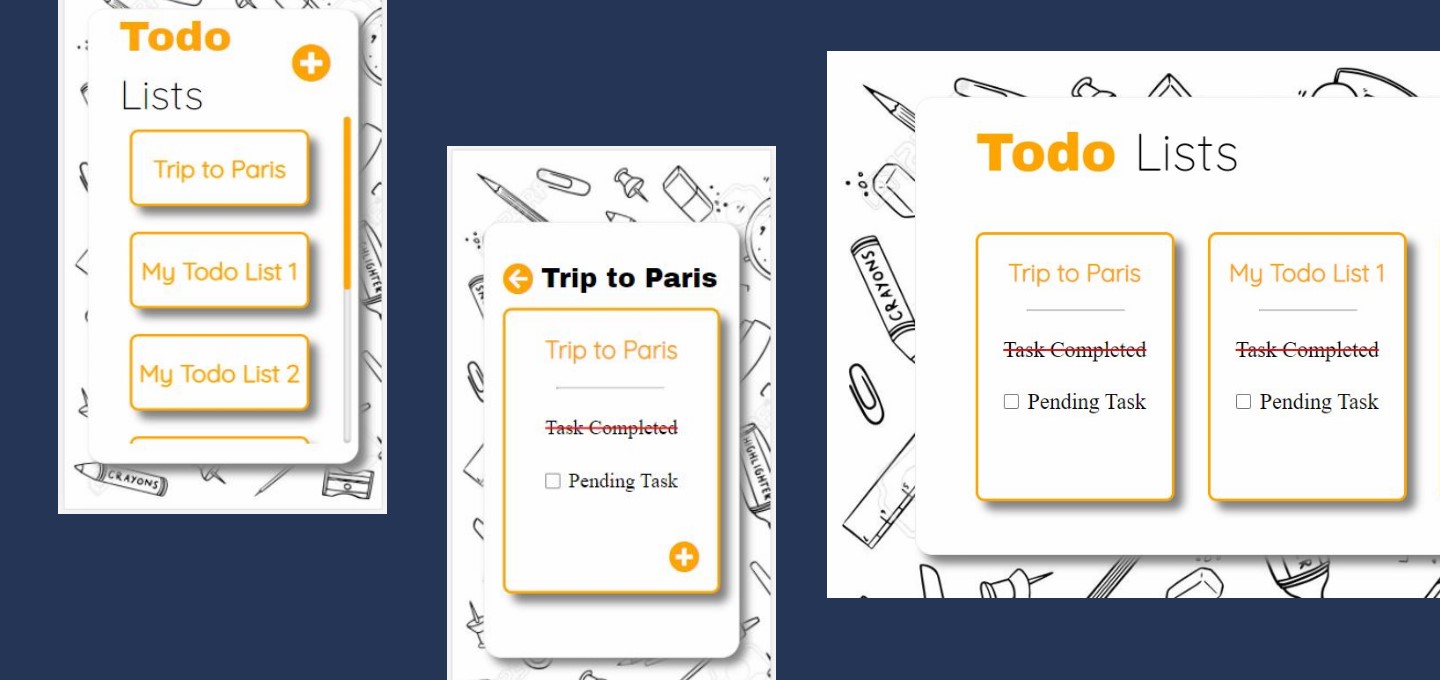 Todo
Lists
Trip to Paris
My Todo List 1
My Todo List 2
CRAYONS
HIGHLIGHTER
Trip to Paris
Trip to Paris
Task Completed
Pending Task
HIGHLIGHTER
Todo Lists
CRAYONS
Trip to Paris
My Todo List 1
Task Completed
Task Completed
Pending Task
Pending Task